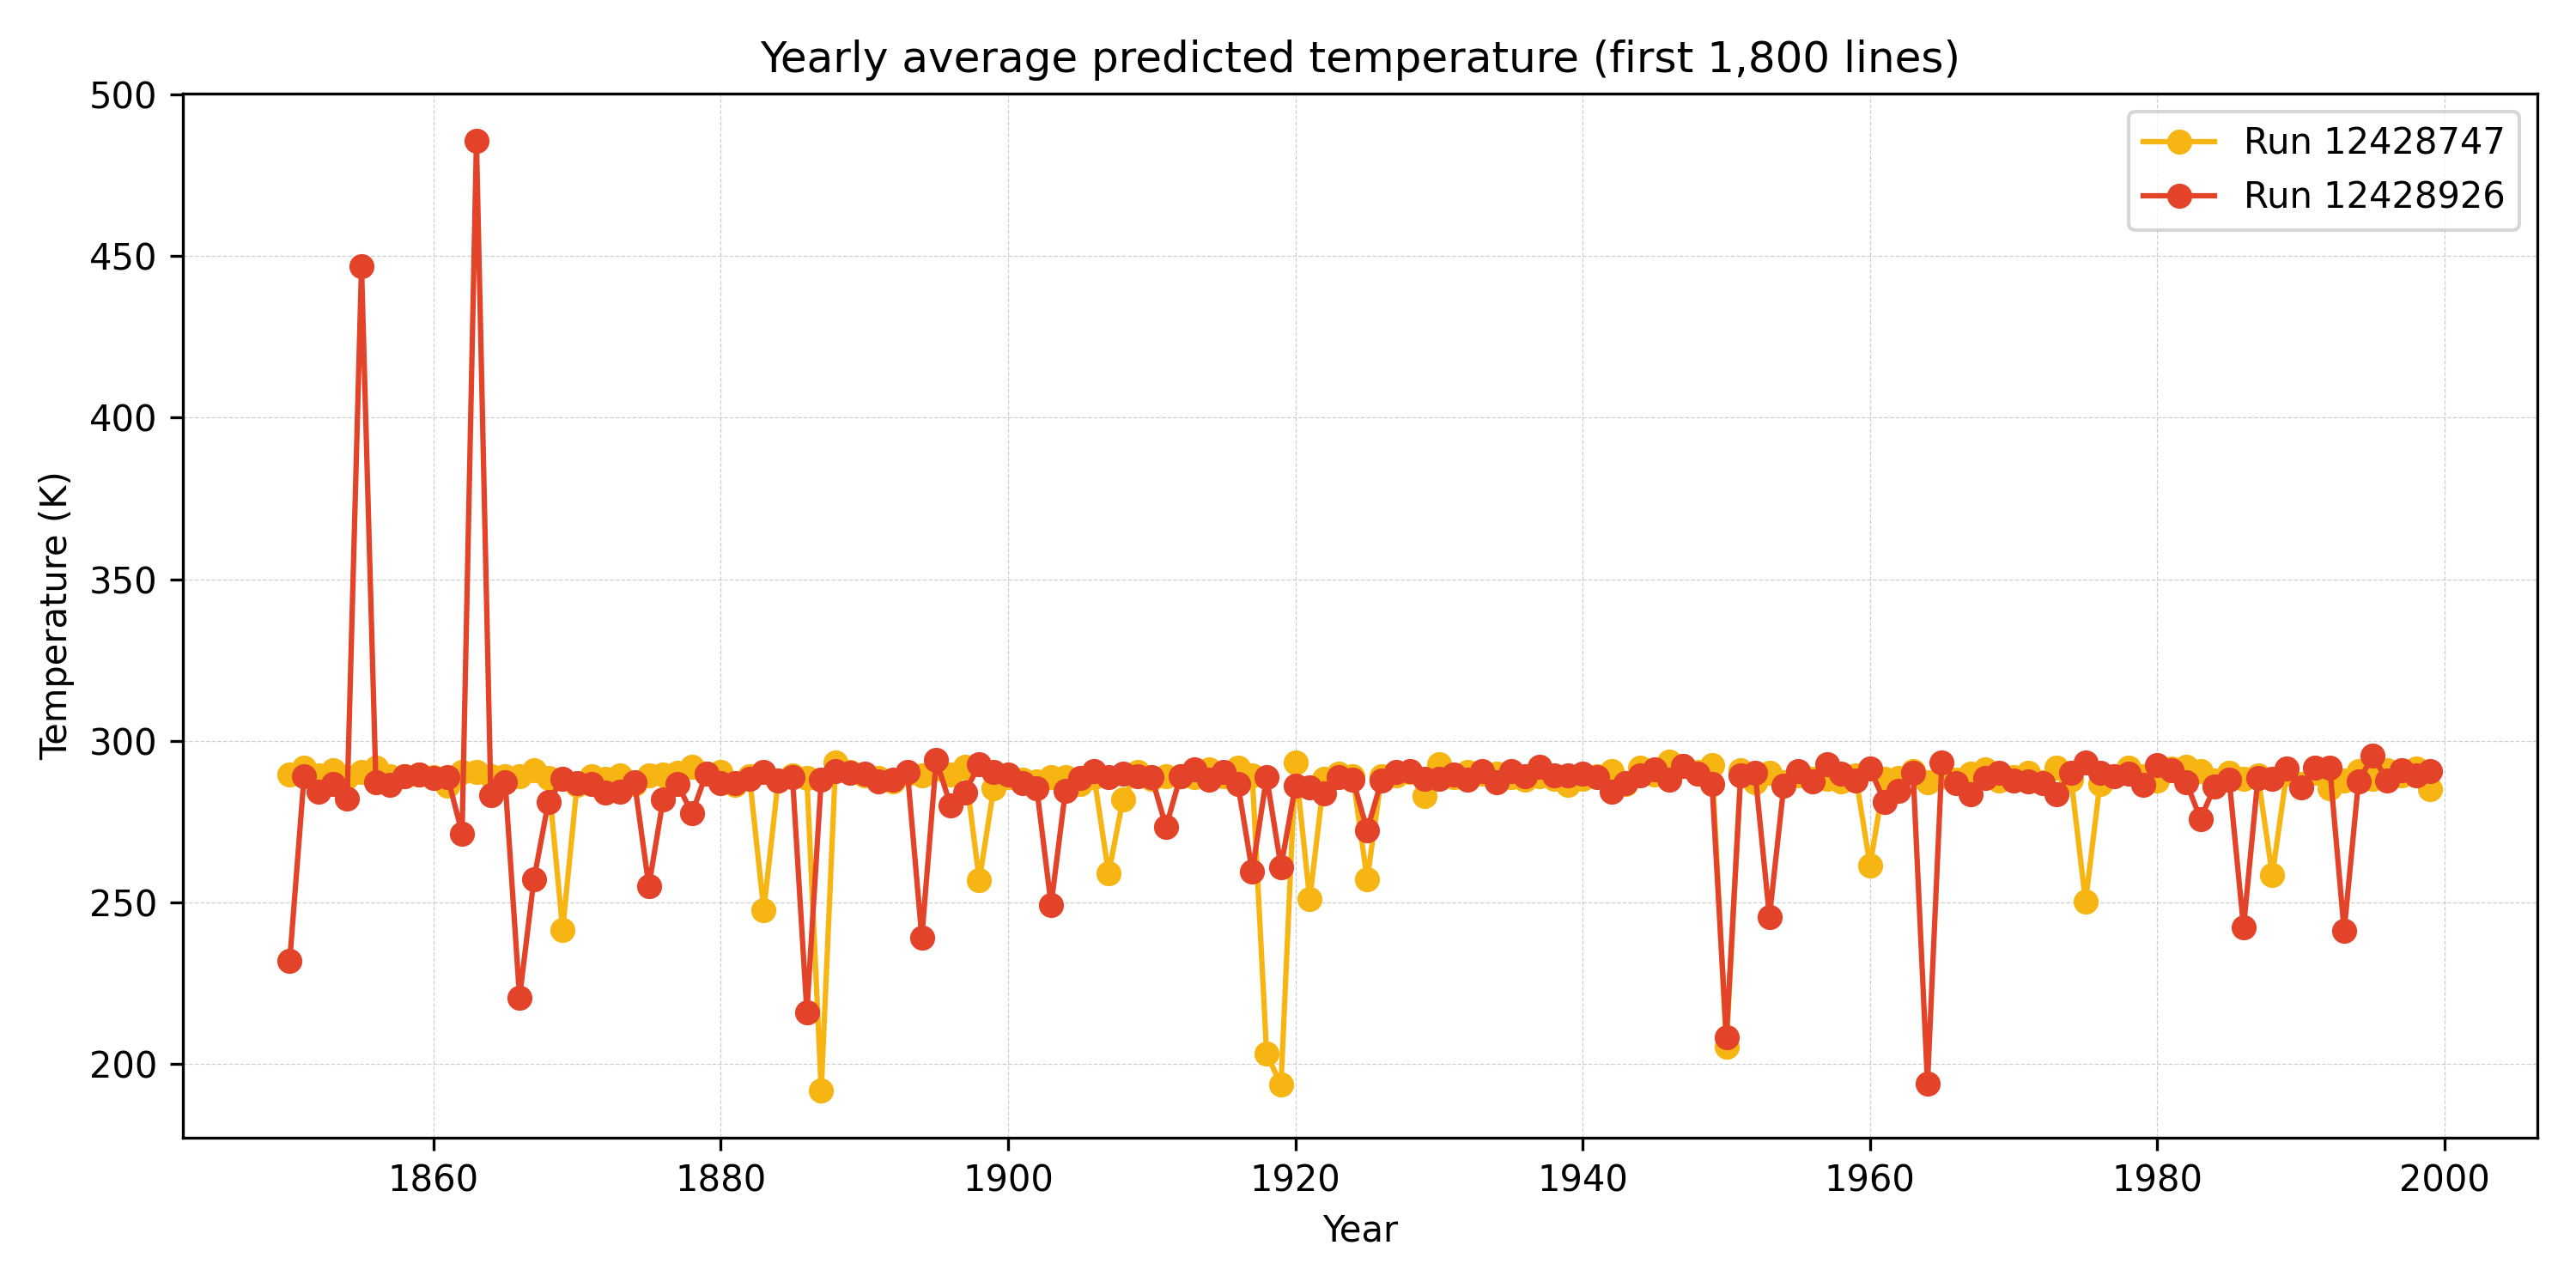 Yearly average predicted temperature (first 1,800 lines)
500
450
400
350
300
250
200
Temperature (K)
Run 12428747
Run 12428926
1860 1880 1900 1920 1940 1960 1980 2000
Year